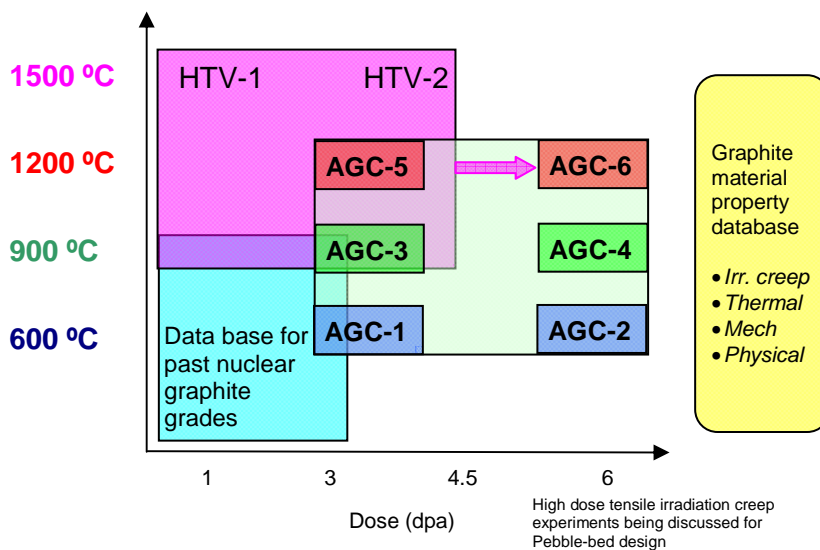 1500 ºC
HTV-1
HTV-2
1200 ºC
AGC-5
AGC-6
900 ºC
AGC-3
AGC-4
600 ºC
AGC-1
AGC-2
Data base for
past nuclear
graphite
grades
Graphite
material
property
database
• Irr. creep
• Thermal
• Mech
• Physical
1
3
4.5
6
Dose (dpa)
High dose tensile irradiation creep
experiments being discussed for
Pebble-bed design